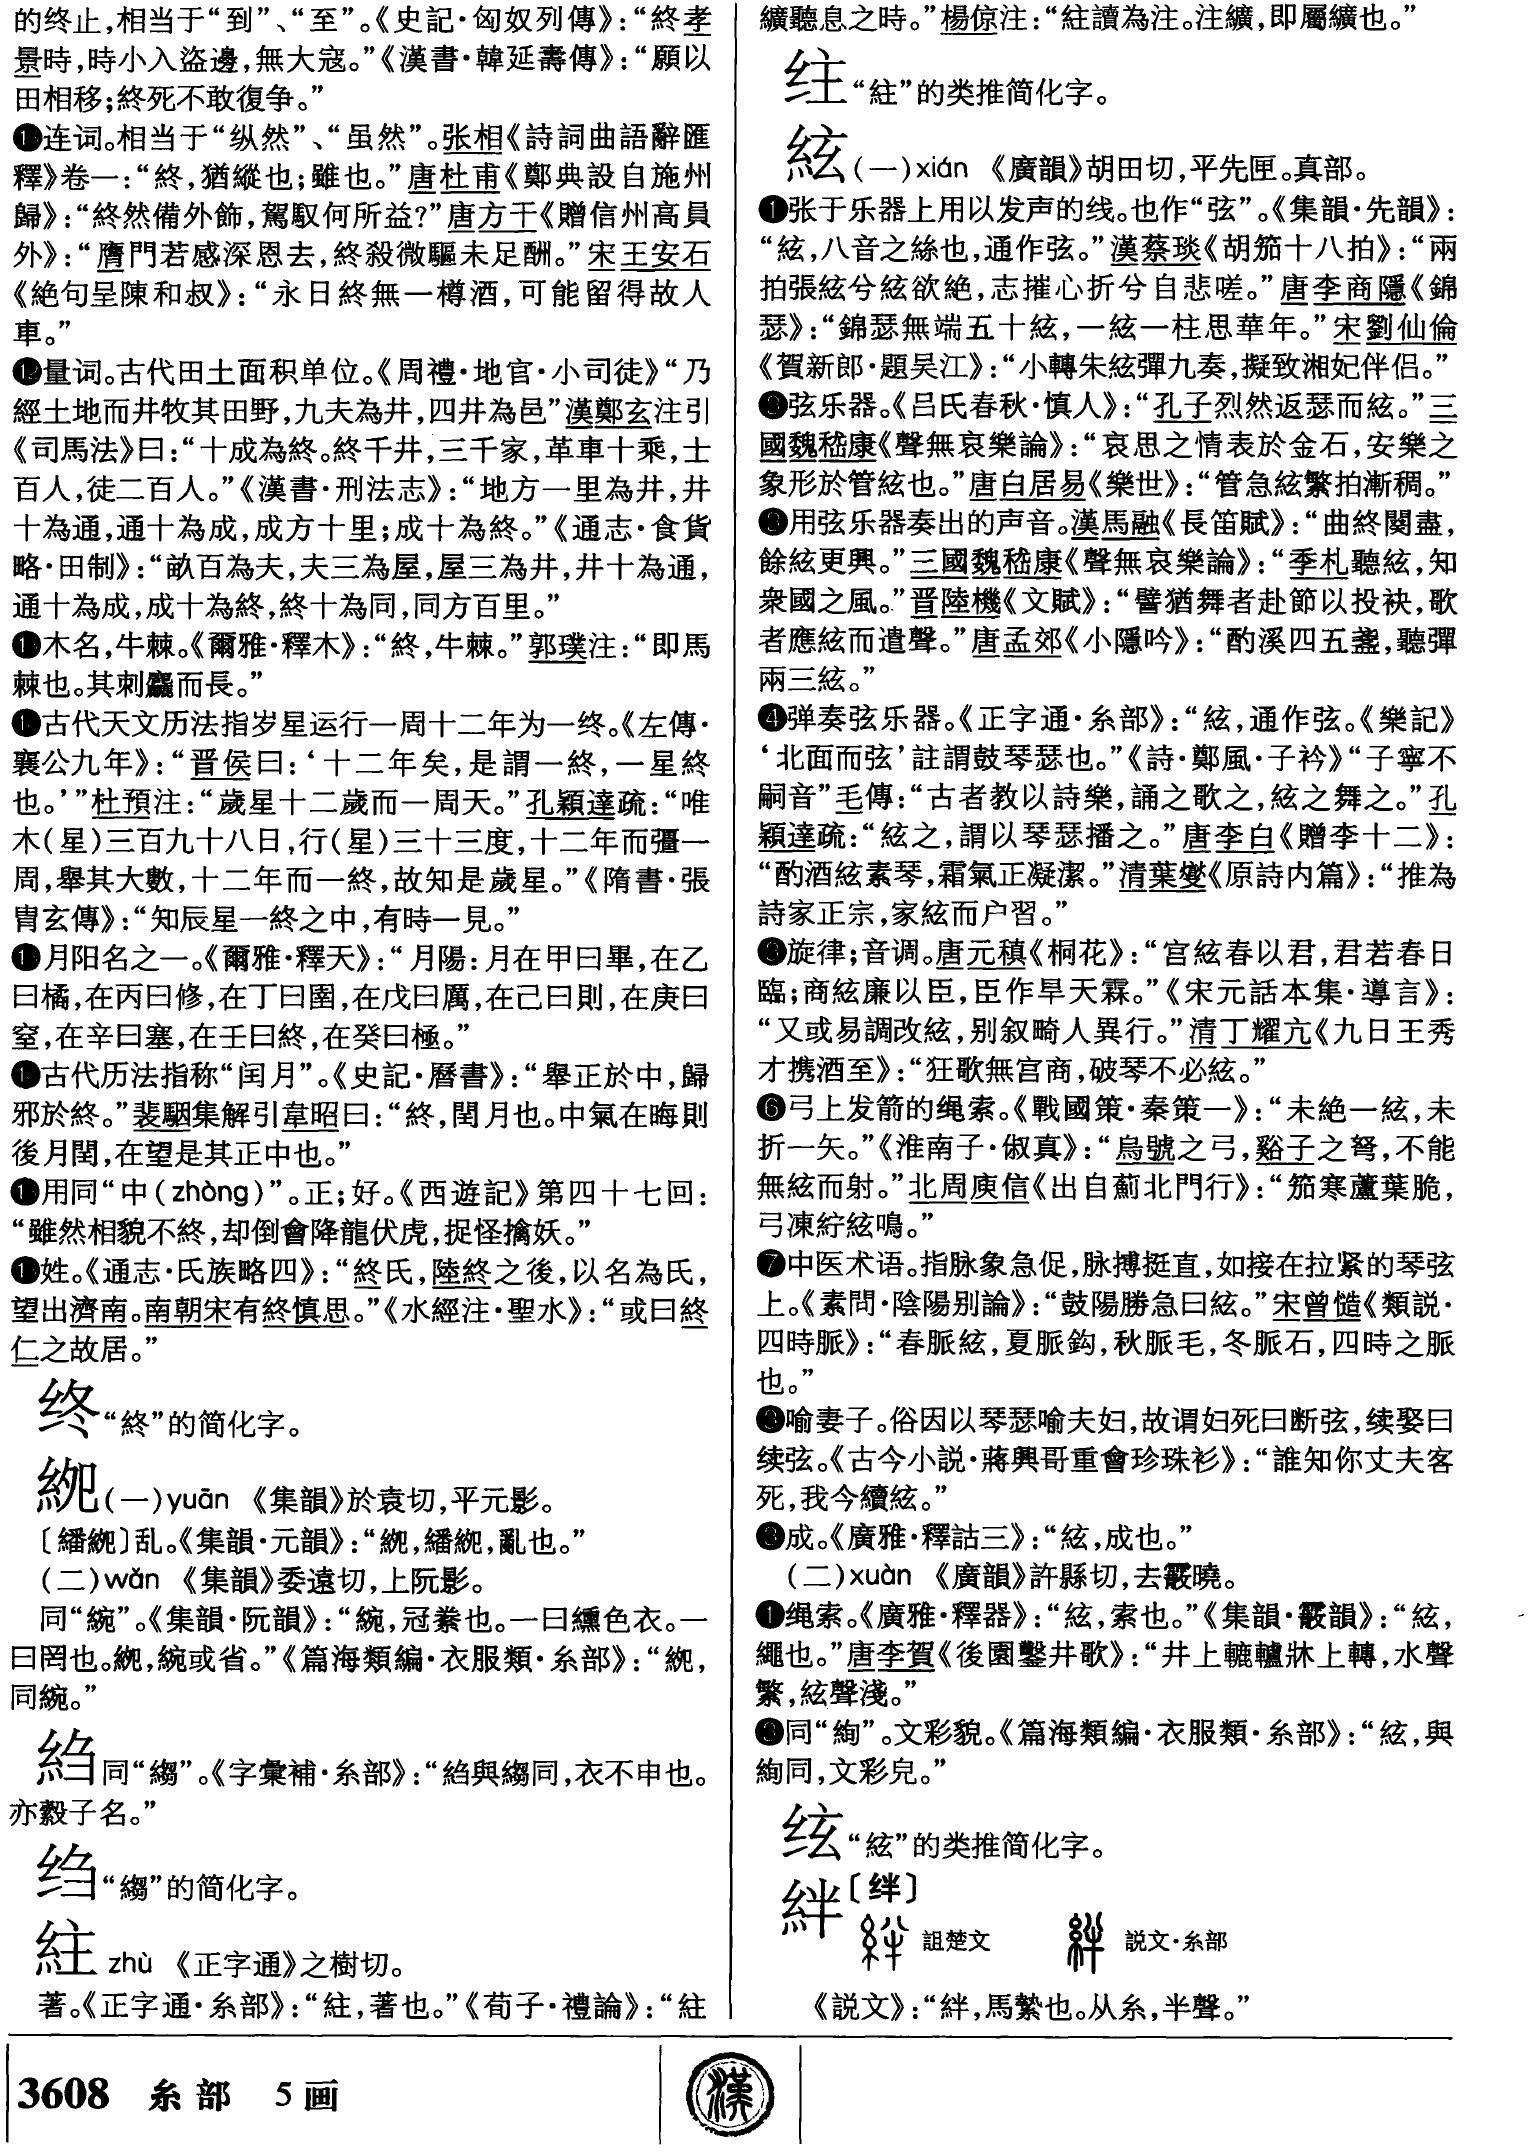 的终止,相当于“到”、“至”。《史記·匈奴列傳》:“終孝
景時,時小入盜邊,無大寇。”《漢書·韓延壽傳》:“願以
田相移;終死不敢復争。”
⓫连词。相当于“纵然”、“虽然”。张相《詩詞曲語辭匯
釋》卷一:“終,猶縱也;雖也。”唐杜甫《鄭典設自施州
歸》:“終然備外飾,駕馭何所益?”唐方干《贈信州高員
外》:“膺門若感深恩去,終殺微軀未足酬。”宋王安石
《絶句呈陳和叔》:“永日終無一樽酒,可能留得故人
車。”
⓬量词。古代田土面积单位。《周禮·地官·小司徒》“乃
經土地而井牧其田野,九夫為井,四井為邑”漢鄭玄注引
《司馬法》曰:“十成為終。終千井,三千家,革車十乘,士
百人,徒二百人。”《漢書·刑法志》:“地方一里為井,井
十為通,通十為成,成方十里;成十為終。”《通志·食貨
略·田制》:“畝百為夫,夫三為屋,屋三為井,井十為通,
通十為成,成十為終,終十為同,同方百里。”
⓭木名,牛棘。《爾雅·釋木》:“終,牛棘。”郭璞注:“即馬
棘也。其刺麤而長。”
⓮古代天文历法指岁星运行一周十二年为一终。《左傳·
襄公九年》:“晋侯曰:‘十二年矣,是謂一終,一星終
也。’”杜預注:“歲星十二歲而一周天。”孔穎達疏:“唯
木(星)三百九十八日,行(星)三十三度,十二年而彊一
周,舉其大數,十二年而一終,故知是歲星。”《隋書·張
胄玄傳》:“知辰星一終之中,有時一見。”
⓯月阳名之一。《爾雅·釋天》:“月陽:月在甲曰畢,在乙
曰橘,在丙曰修,在丁曰圉,在戊曰厲,在己曰則,在庚曰
窒,在辛曰塞,在壬曰終,在癸曰極。”
⓰古代历法指称“闰月”。《史記·曆書》:“舉正於中,歸
邪於終。”裴駰集解引韋昭曰:“終,閏月也。中氣在晦則
後月閏,在望是其正中也。”
⓱用同“中(zhòng)”。正;好。《西遊記》第四十七回:
“雖然相貌不終,却倒會降龍伏虎,捉怪擒妖。”
⓲姓。《通志·氏族略四》:“終氏,陸終之後,以名為氏,
望出濟南。南朝宋有終慎思。”《水經注·聖水》:“或曰終
仁之故居。”
终“終”的简化字。
䋄(一)yuān 《集韻》於袁切,平元影。
〔繙䋄〕乱。《集韻·元韻》:“䋄,繙䋄,亂也。”
(二)wǎn 《集韻》委遠切,上阮影。
同“綩”。《集韻·阮韻》:“綩,冠絭也。一曰纁色衣。一
曰罔也。䋄,綩或省。”《篇海類編·衣服類·糸部》:“䋄,
同綩。”
䋓同“縐”。《字彙補·糸部》:“䋓與縐同,衣不申也。
亦縠子名。”
绉“縐”的简化字。
紸 zhù 《正字通》之樹切。
著。《正字通·糸部》:“紸,著也。”《荀子·禮論》:“紸
纊聽息之時。”楊倞注:“紸讀為注。注纊,即屬纊也。”
“紸”的类推简化字。
絃(一)xián 《廣韻》胡田切,平先匣。真部。
❶张于乐器上用以发声的线。也作“弦”。《集韻·先韻》:
“絃,八音之絲也,通作弦。”漢蔡琰《胡笳十八拍》:“兩
拍張絃兮絃欲絶,志摧心折兮自悲嗟。”唐李商隱《錦
瑟》:“錦瑟無端五十絃,一絃一柱思華年。”宋劉仙倫
《賀新郎·題吴江》:“小轉朱絃彈九奏,擬致湘妃伴侣。”
❷弦乐器。《吕氏春秋·慎人》:“孔子烈然返瑟而絃。”三
國魏嵇康《聲無哀樂論》:“哀思之情表於金石,安樂之
象形於管絃也。”唐白居易《樂世》:“管急絃繁拍漸稠。”
❸用弦乐器奏出的声音。漢馬融《長笛賦》:“曲終闋盡,
餘絃更興。”三國魏嵇康《聲無哀樂論》:“季札聽絃,知
衆國之風。”晋陸機《文賦》:“譬猶舞者赴節以投袂,歌
者應絃而遣聲。”唐孟郊《小隱吟》:“酌溪四五盞,聽彈
兩三絃。”
❹弹奏弦乐器。《正字通·糸部》:“絃,通作弦。《樂記》
‘北面而弦’註謂鼓琴瑟也。”《詩·鄭風·子衿》“子寧不
嗣音”毛傳:“古者教以詩樂,誦之歌之,絃之舞之。”孔
穎達疏:“絃之,謂以琴瑟播之。”唐李白《贈李十二》:
“酌酒絃素琴,霜氣正凝潔。”清葉燮《原詩内篇》:“推為
詩家正宗,家絃而户習。”
❺旋律;音调。唐元稹《桐花》:“宫絃春以君,君若春日
臨;商絃廉以臣,臣作旱天霖。”《宋元話本集·導言》:
“又或易調改絃,别叙畸人異行。”清丁耀亢《九日王秀
才携酒至》:“狂歌無宫商,破琴不必絃。”
❻弓上发箭的绳索。《戰國策·秦策一》:“未絶一絃,未
折一矢。”《淮南子·俶真》:“烏號之弓,谿子之弩,不能
無絃而射。”北周庾信《出自薊北門行》:“笳寒蘆葉脆,
弓凍紵絃鳴。”
❼中医术语。指脉象急促,脉搏挺直,如接在拉紧的琴弦
上。《素問·陰陽别論》:“鼓陽勝急曰絃。”宋曾慥《類説·
四時脈》:“春脈絃,夏脈鈎,秋脈毛,冬脈石,四時之脈
也。”
❽喻妻子。俗因以琴瑟喻夫妇,故谓妇死曰断弦,续娶曰
续弦。《古今小説·蔣興哥重會珍珠衫》:“誰知你丈夫客
死,我今續絃。”
❾成。《廣雅·釋詁三》:“絃,成也。”
(二)xuàn 《廣韻》許縣切,去霰曉。
❶绳索。《廣雅·釋器》:“絃,索也。”《集韻·霰韻》:“絃,
繩也。”唐李賀《後園鑿井歌》:“井上轆轤牀上轉,水聲
繁,絃聲淺。”
❷同“絢”。文彩貌。《篇海類編·衣服類·糸部》:“絃,與
絢同,文彩皃。”
“絃”的类推简化字。
絆〔绊〕
詛楚文 説文·糸部
《説文》:“絆,馬縶也。从糸,半聲。”
3608 糸部 5画
漢